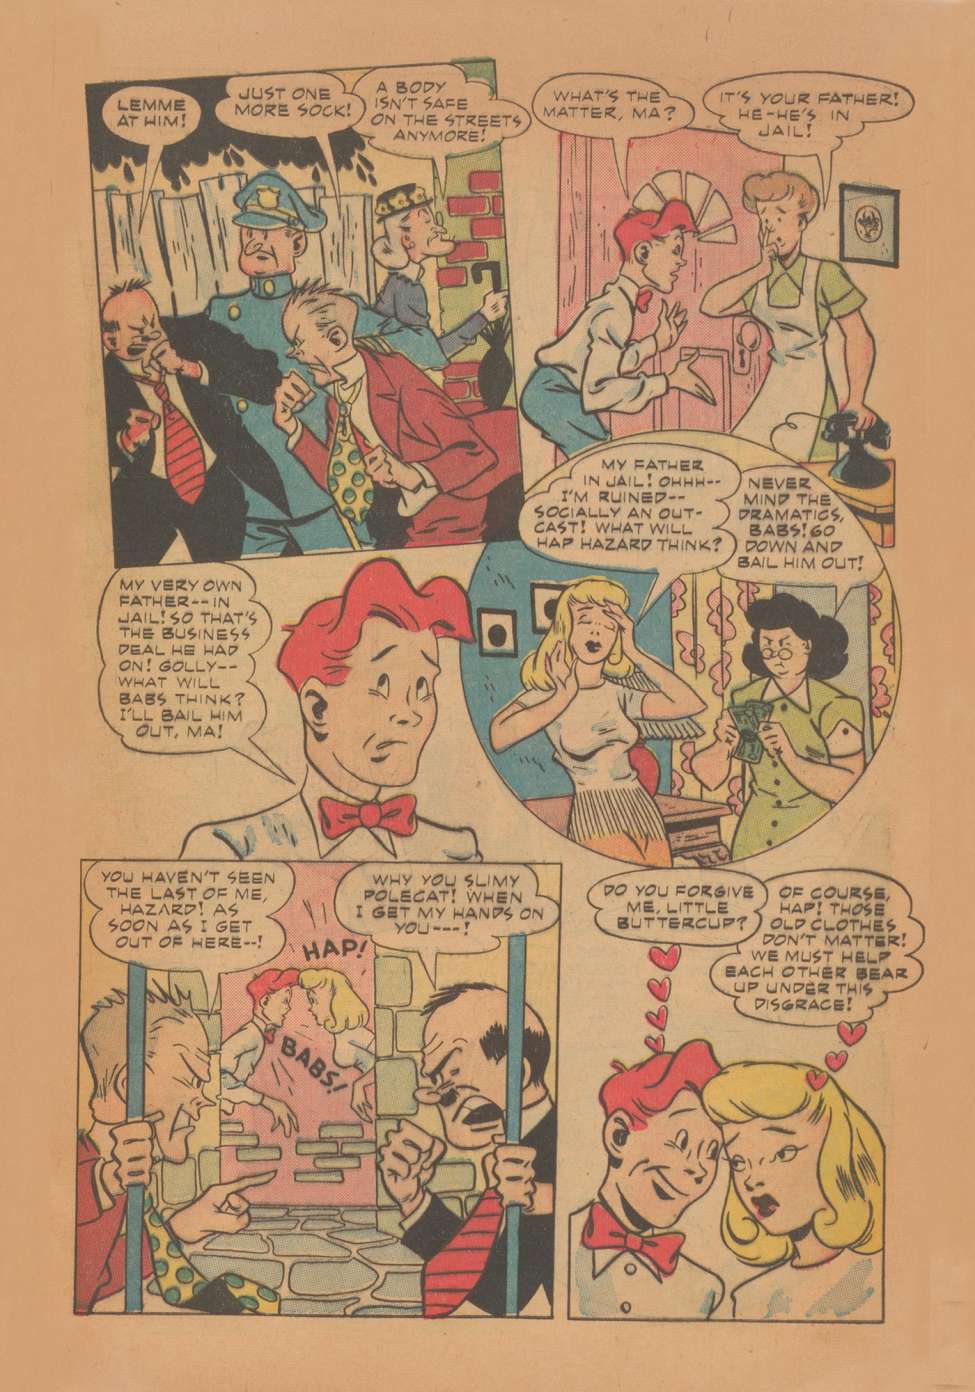 LEMME
AT HIM!
JUST ONE
MORE SOCK!
A BODY
ISN'T SAFE
ON THE STREETS
ANYMORE!
WHAT'S THE
MATTER, MA?
IT'S YOUR FATHER!
HE-HE'S IN
JAIL!
MY VERY OWN
FATHER--IN
JAIL! SO THAT'S
THE BUSINESS
DEAL HE HAD
ON! GOLLY--
WHAT WILL
BABS THINK?
I'LL BAIL HIM
OUT, MA!
MY FATHER
IN JAIL! OHHH--
I'M RUINED--
SOCIALLY AN OUT-
CAST! WHAT WILL
HAP HAZARD THINK?
NEVER
MIND THE
DRAMATICS,
BABS! GO
DOWN AND
BAIL HIM OUT!
YOU HAVEN'T SEEN
THE LAST OF ME,
HAZARD! AS
SOON AS I GET
OUT OF HERE--!
HAP!
BABS!
WHY YOU SLIMY
POLECAT! WHEN
I GET MY HANDS ON
YOU---!
DO YOU FORGIVE
ME, LITTLE
BUTTERCUP?
OF COURSE,
HAP! THOSE
OLD CLOTHES
DON'T MATTER!
WE MUST HELP
EACH OTHER BEAR
UP UNDER THIS
DISGRACE!